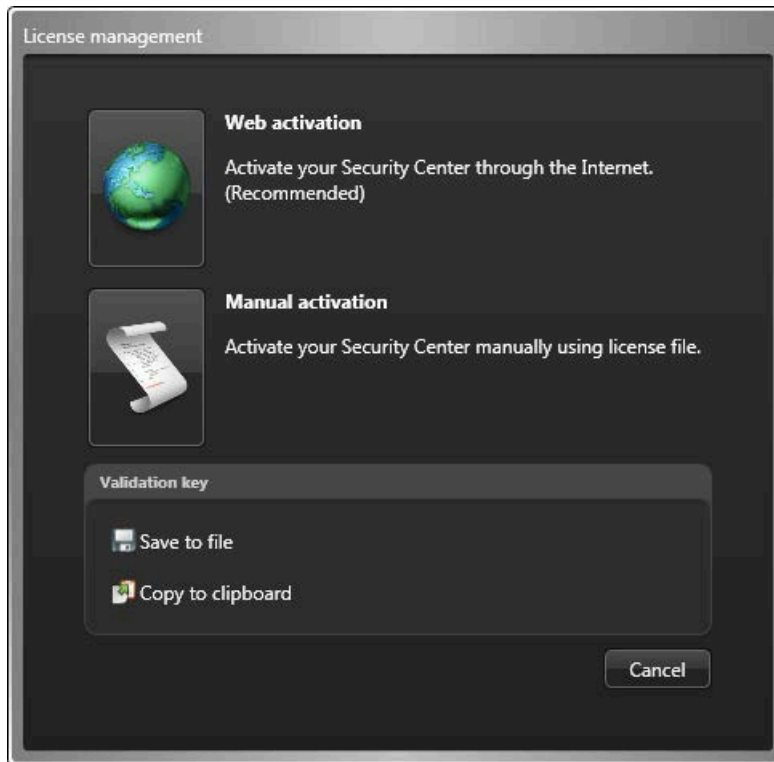 License management
Web activation
Activate your Security Center through the Internet.
(Recommended)
Manual activation
Activate your Security Center manually using license file.
Validation key
Save to file
Copy to clipboard
Cancel